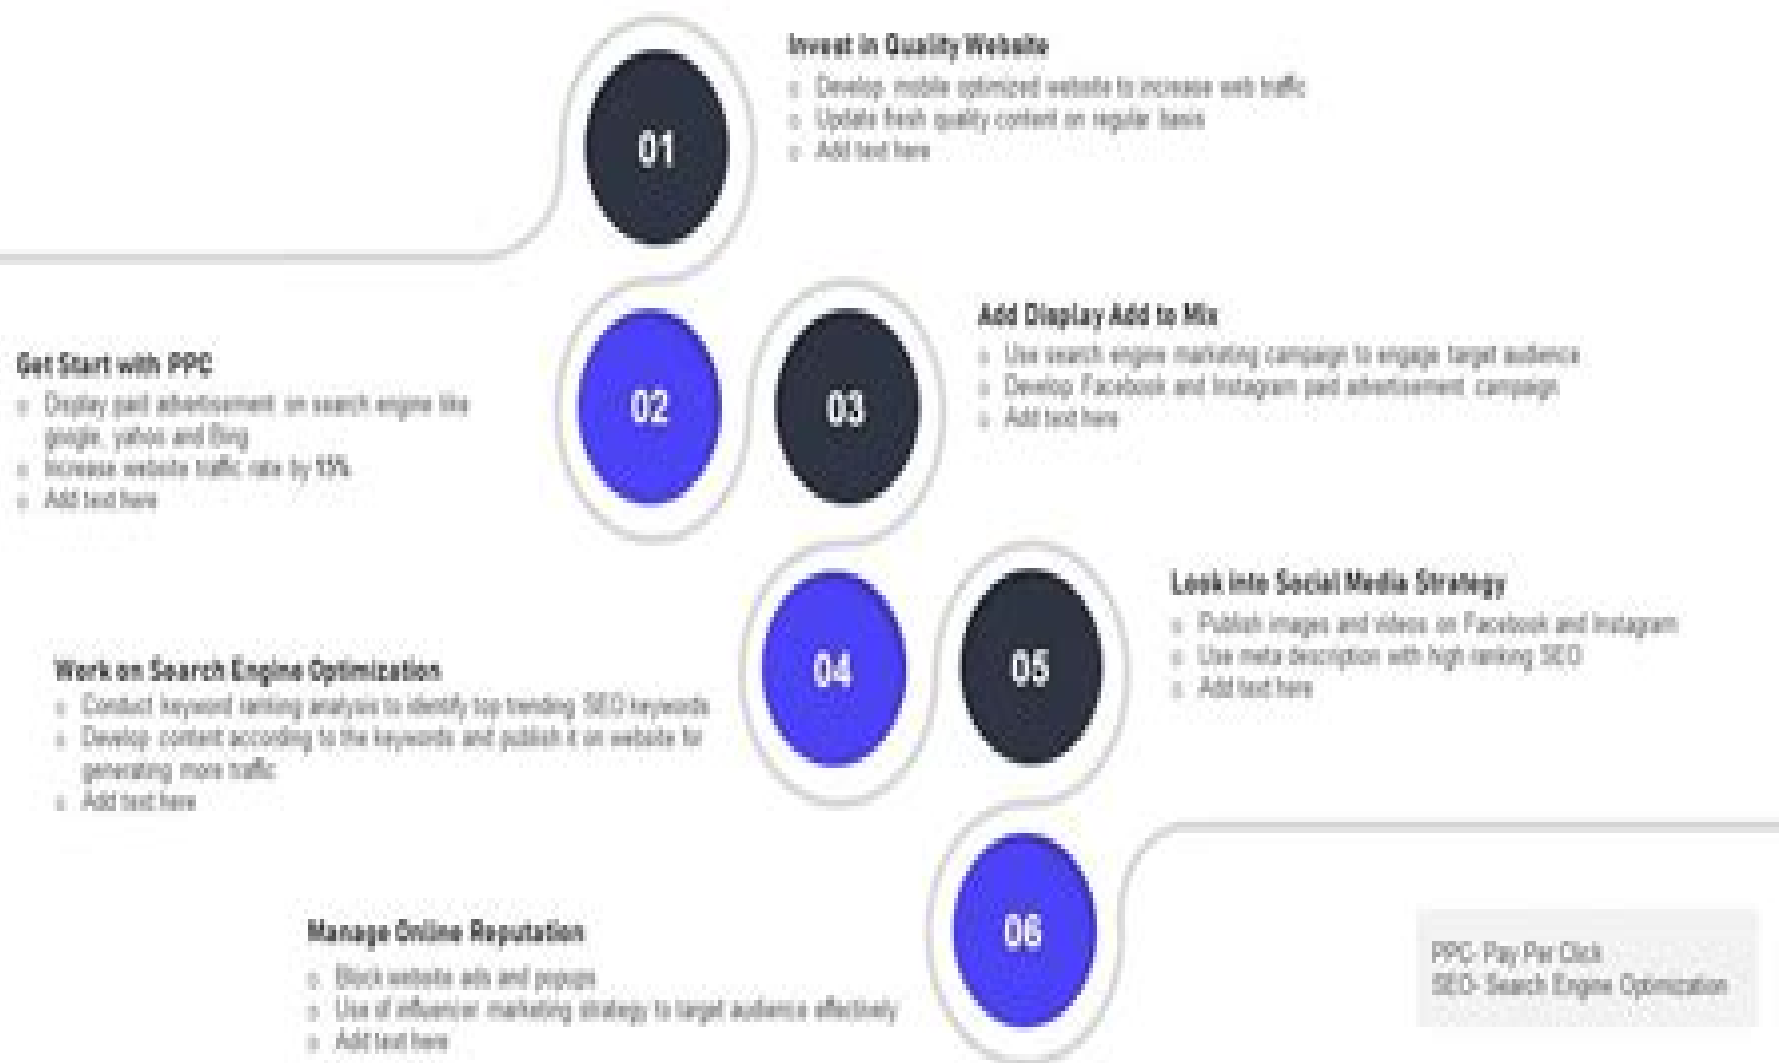 01
Invest in Quality Website
Develop mobile optimized website to increase web traffic
Update fresh quality content on regular basis
Add text here
02
Get Start with PPC
Display paid advertisement on search engine like
google, yahoo and Bing
Increase website traffic rate by 15%
Add text here
03
Add Display Add to Mix
Use search engine marketing campaign to engage target audience
Develop Facebook and Instagram paid advertisement campaign
Add text here
04
Work on Search Engine Optimization
Conduct keyword ranking analysis to identify top trending SEO keywords
Develop content according to the keywords and publish it on website for
generating more traffic
Add text here
05
Look into Social Media Strategy
Publish images and videos on Facebook and Instagram
Use meta description with high ranking SEO
Add text here
06
Manage Online Reputation
Block website ads and popups
Use of influencer marketing strategy to target audience effectively
Add text here
PPC- Pay Per Click
SEO- Search Engine Optimization